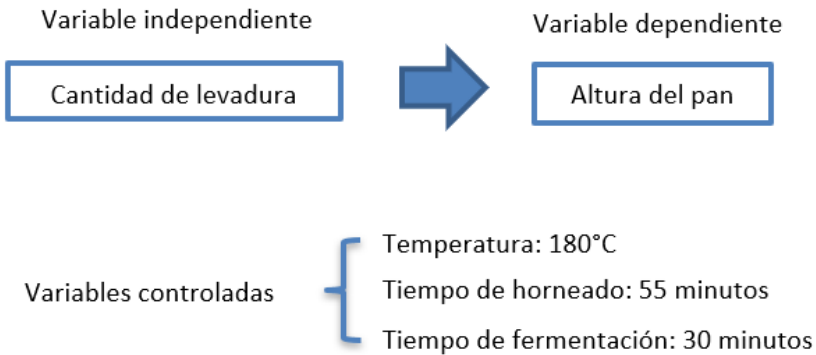 Variable independiente
Variable dependiente
Cantidad de levadura
Altura del pan
Variables controladas
Temperatura: 180°C
Tiempo de horneado: 55 minutos
Tiempo de fermentación: 30 minutos